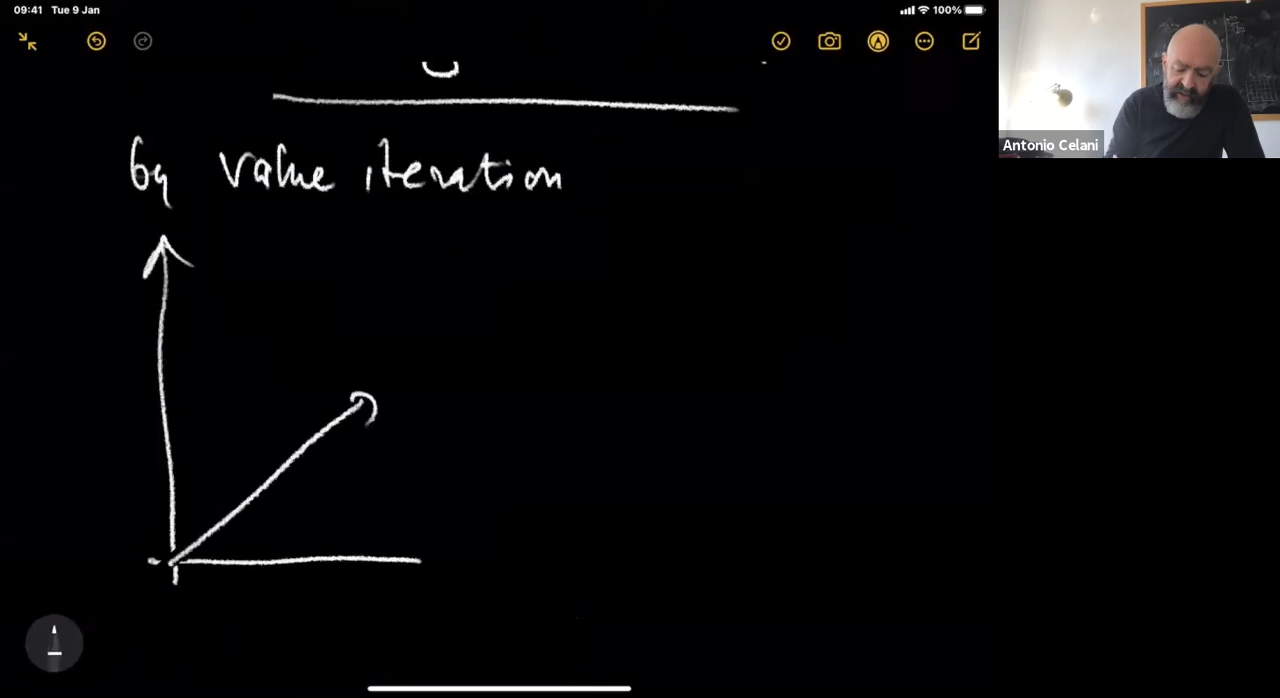 09:41 Tue 9 Jan 100%
by value iteration
Antonio Celani